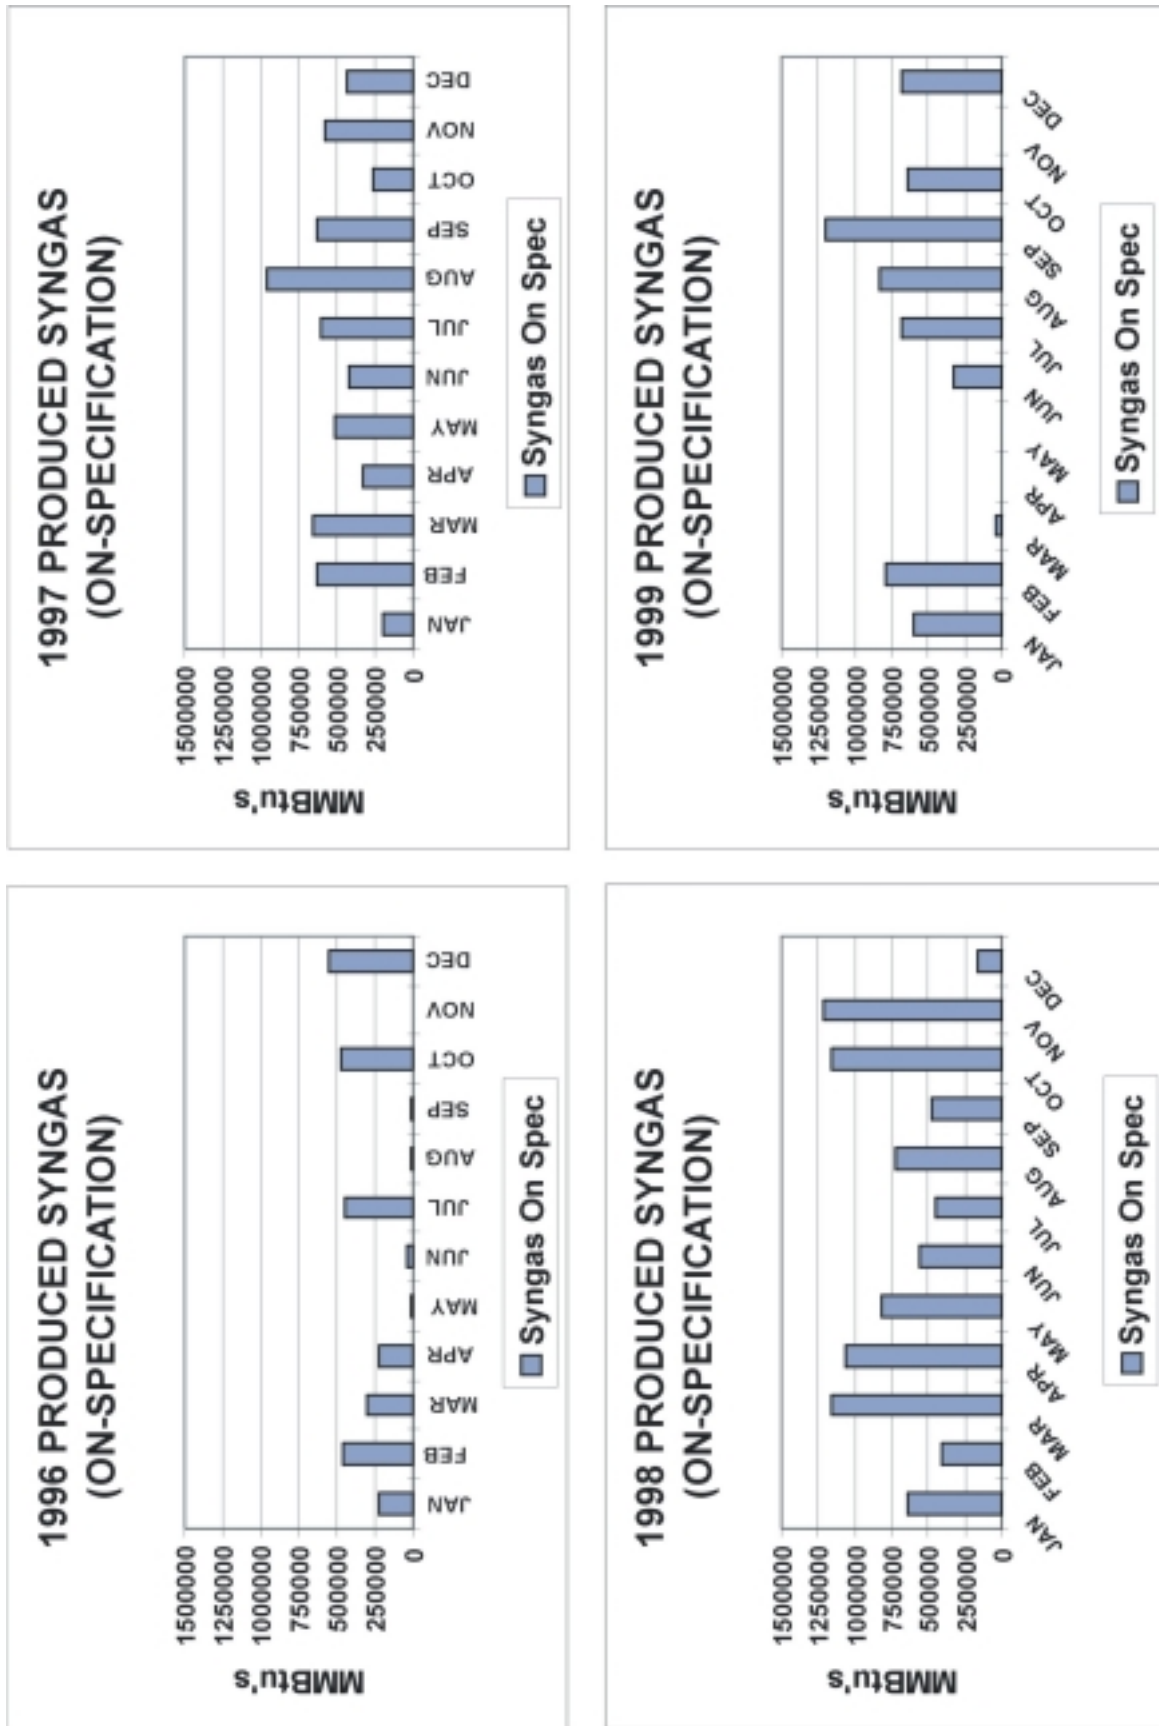 1996 PRODUCED SYNGAS
(ON-SPECIFICATION)
MMBtu's
1500000
1250000
1000000
750000
500000
250000
0
JAN FEB MAR APR MAY JUN JUL AUG SEP OCT NOV DEC
Syngas On Spec
1997 PRODUCED SYNGAS
(ON-SPECIFICATION)
MMBtu's
1500000
1250000
1000000
750000
500000
250000
0
JAN FEB MAR APR MAY JUN JUL AUG SEP OCT NOV DEC
Syngas On Spec
1998 PRODUCED SYNGAS
(ON-SPECIFICATION)
MMBtu's
1500000
1250000
1000000
750000
500000
250000
0
JAN FEB MAR APR MAY JUN JUL AUG SEP OCT NOV DEC
Syngas On Spec
1999 PRODUCED SYNGAS
(ON-SPECIFICATION)
MMBtu's
1500000
1250000
1000000
750000
500000
250000
0
JAN FEB MAR APR MAY JUN JUL AUG SEP OCT NOV DEC
Syngas On Spec